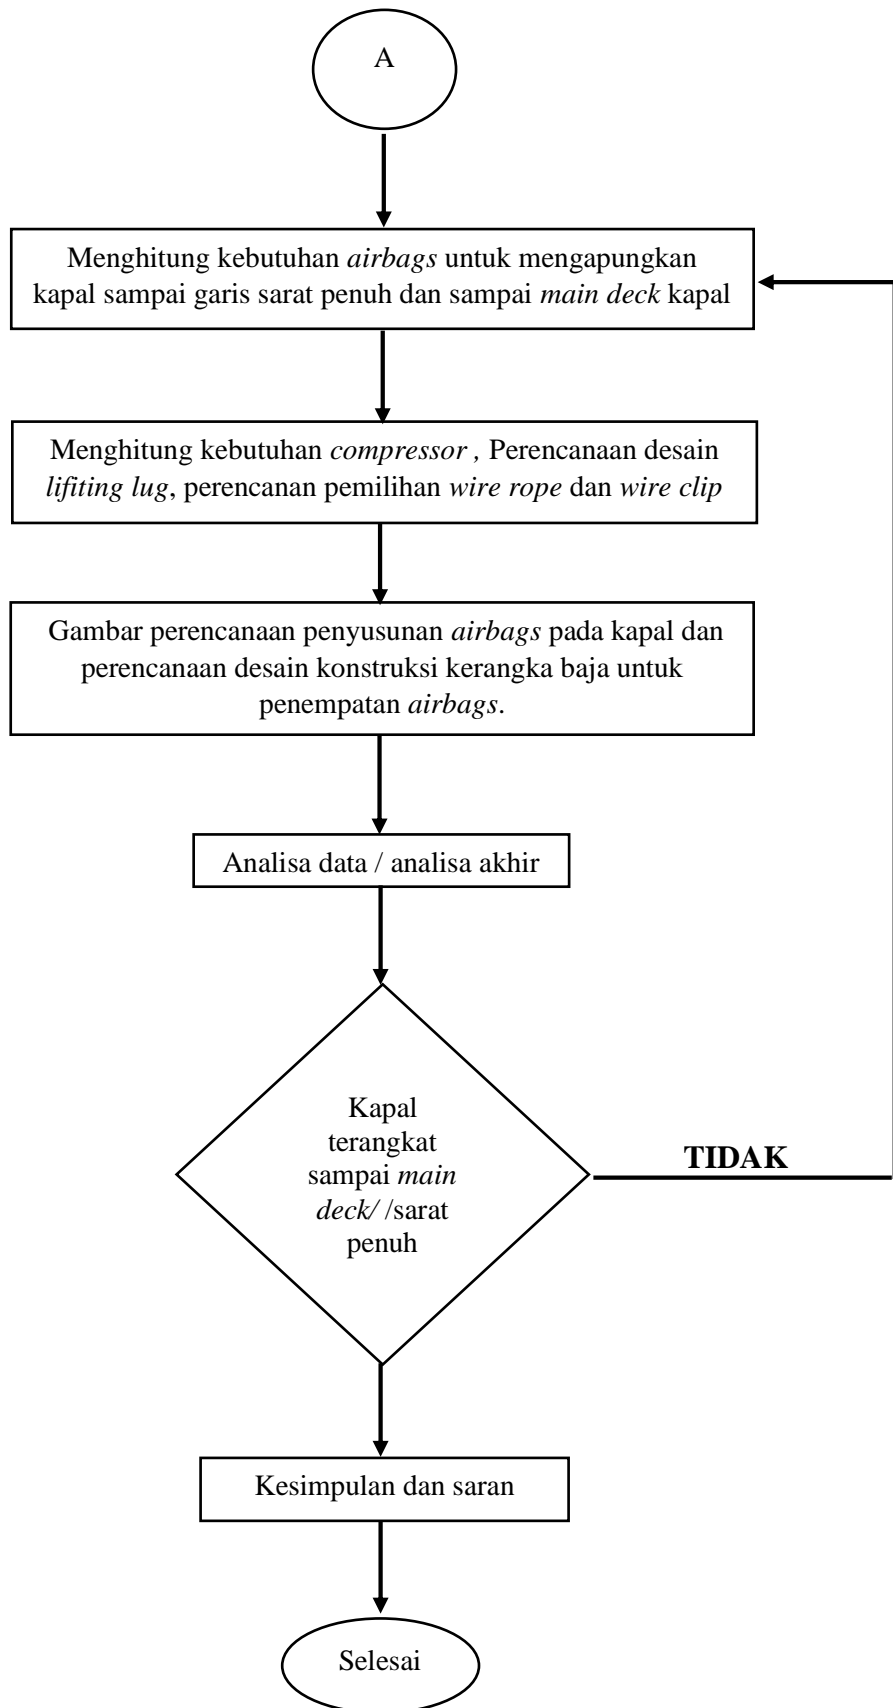 A
Menghitung kebutuhan airbags untuk mengapungkan
kapal sampai garis sarat penuh dan sampai main deck kapal
Menghitung kebutuhan compressor , Perencanaan desain
lifiting lug, perencanan pemilihan wire rope dan wire clip
Gambar perencanaan penyusunan airbags pada kapal dan
perencanaan desain konstruksi kerangka baja untuk
penempatan airbags.
Analisa data / analisa akhir
Kapal
terangkat
sampai main
deck/ /sarat
penuh
TIDAK
Kesimpulan dan saran
Selesai